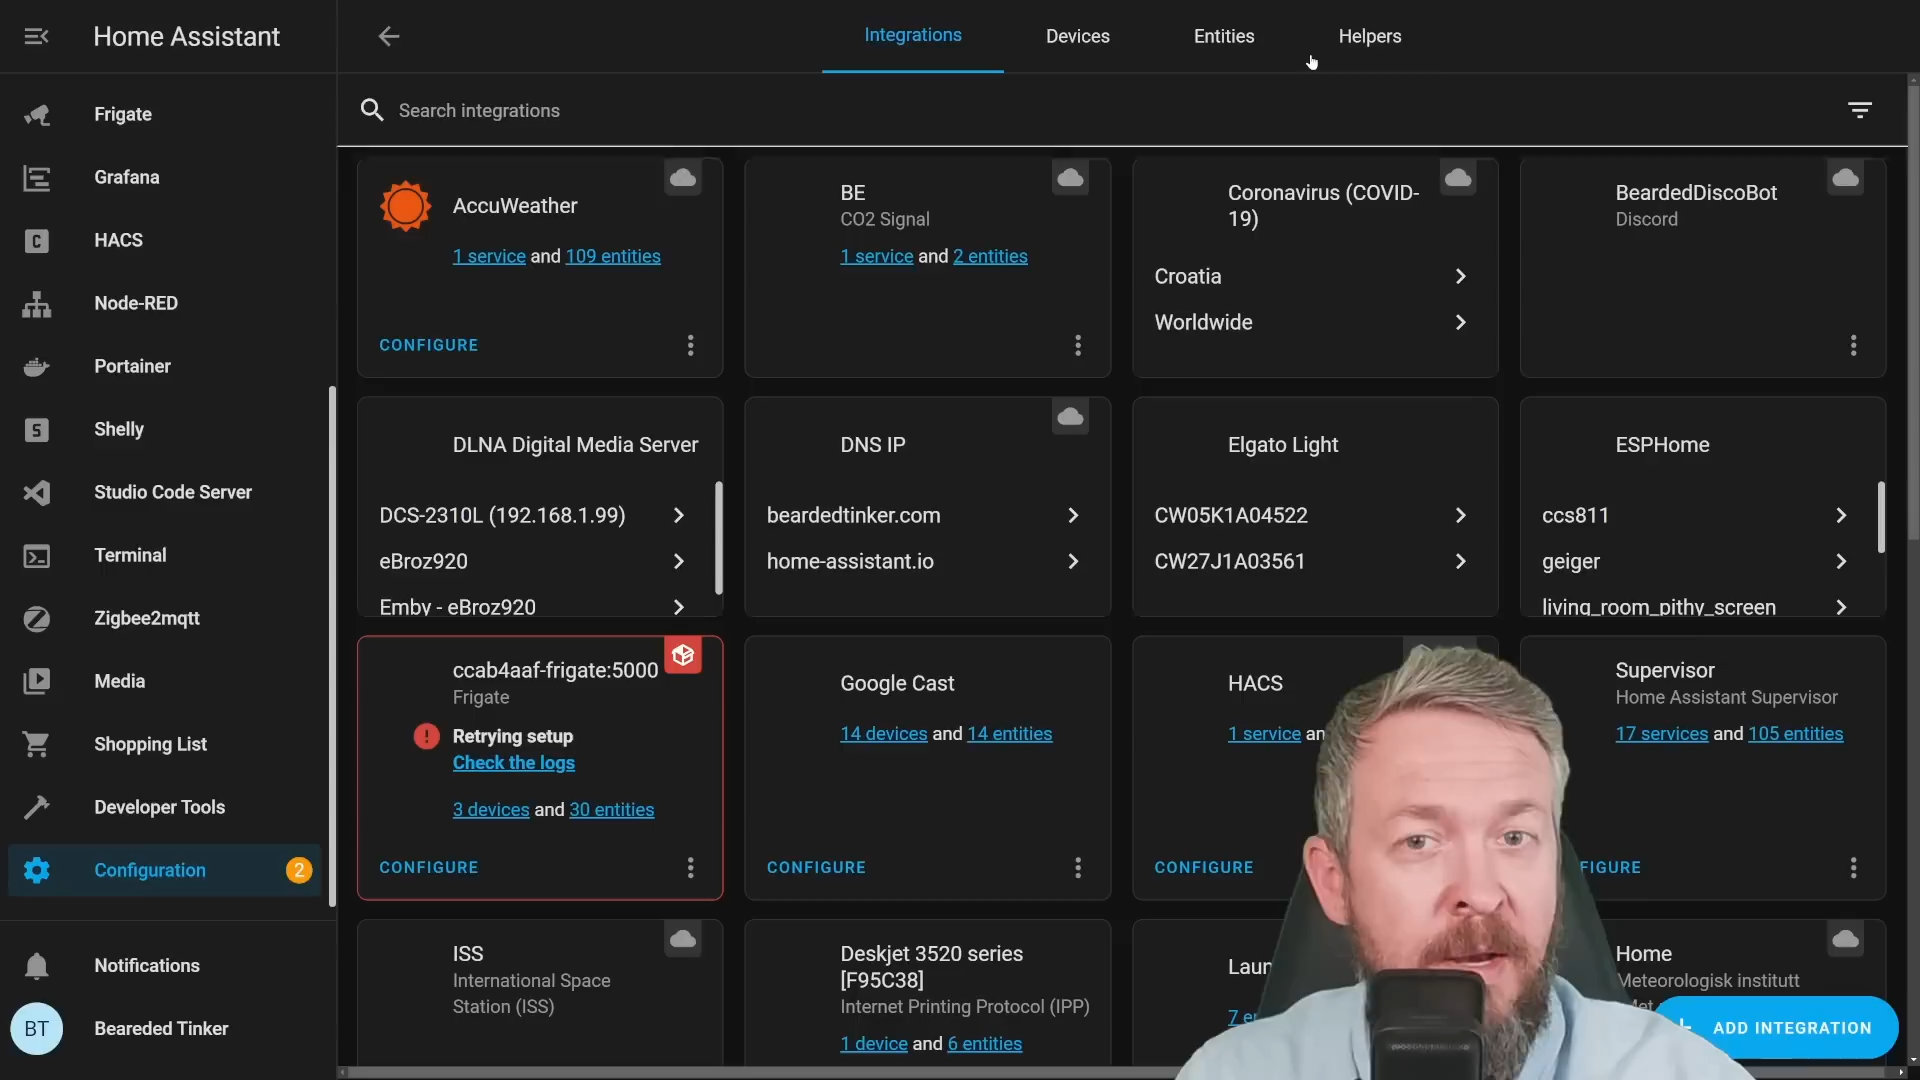 Home Assistant
Integrations
Devices
Entities
Helpers
Search integrations
Frigate
Grafana
HACS
Node-RED
Portainer
Shelly
Studio Code Server
Terminal
Zigbee2mqtt
Media
Shopping List
Developer Tools
Configuration
2
Notifications
BT
Beareded Tinker
AccuWeather
1 service and 109 entities
CONFIGURE
BE
CO2 Signal
1 service and 2 entities
Coronavirus (COVID-
19)
Croatia
Worldwide
BeardedDiscoBot
Discord
DLNA Digital Media Server
DCS-2310L (192.168.1.99)
eBroz920
Emby - eBroz920
DNS IP
beardedtinker.com
home-assistant.io
Elgato Light
CW05K1A04522
CW27J1A03561
ESPHome
ccs811
geiger
living_room_pithy_screen
ccab4aaf-frigate:5000
Frigate
Retrying setup
Check the logs
3 devices and 30 entities
CONFIGURE
Google Cast
14 devices and 14 entities
CONFIGURE
HACS
1 service an
CONFIGURE
Supervisor
Home Assistant Supervisor
17 services and 105 entities
FIGURE
ISS
International Space
Station (ISS)
Deskjet 3520 series
[F95C38]
Internet Printing Protocol (IPP)
1 device and 6 entities
Laun
7 e
Home
Meteorologisk institutt
ADD INTEGRATION